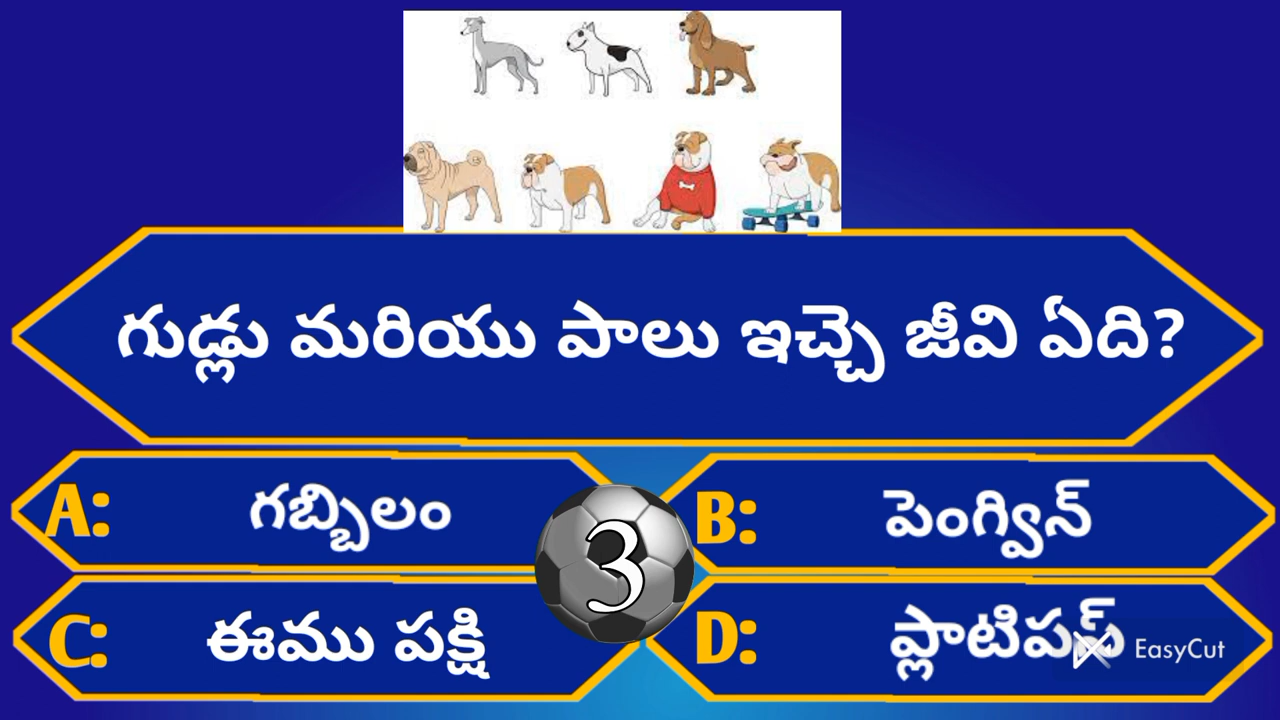 గుడ్లు మరియు పాలు ఇచ్చె జీవి ఏది?
A: గబ్బిలం
B: పెంగ్విన్
3
C: ఈము పక్షి
D: ప్లాటిపస్
EasyCut